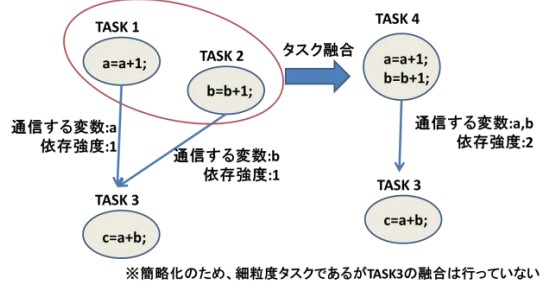 TASK 1
a=a+1;
TASK 2
b=b+1;
通信する変数:a
依存強度:1
通信する変数:b
依存強度:1
TASK 3
c=a+b;
タスク融合
TASK 4
a=a+1;
b=b+1;
通信する変数:a,b
依存強度:2
TASK 3
c=a+b;
※簡略化のため、細粒度タスクであるがTASK3の融合は行っていない